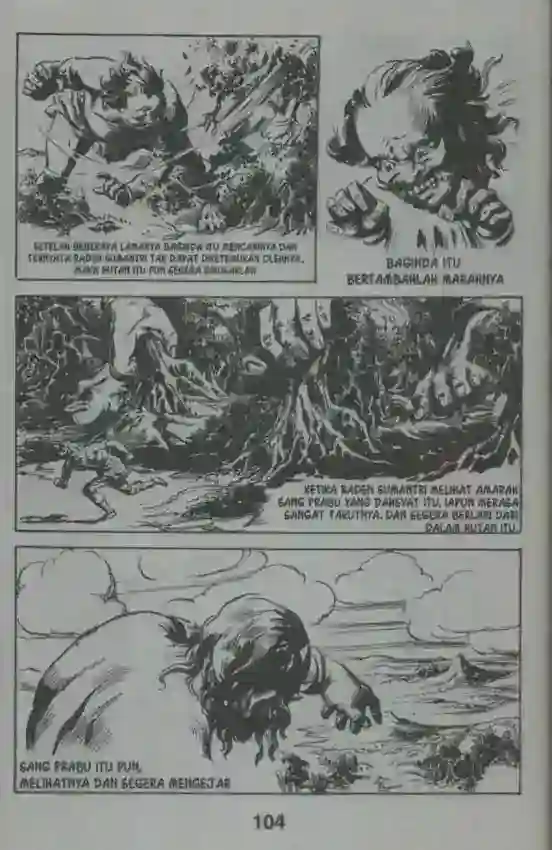 SETELAH BEBERAPA LAMANYA BAGINDA ITU MENCARINYA DAN
TERNYATA RADEN SUMANTRI TAK DAPAT DIKETEMUKAN OLEHNYA.
MAKA HUTAN ITU PUN SEGERA
BAGINDA ITU
BERTAMBAHLAH MARAHNYA
KETIKA RADEN SUMANTRI MELIHAT AMARAH
SANG PRABU YANG DAHSYAT ITU, IAPUN MERASA
SANGAT TAKUTNYA. DAN SEGERA BERLARI DARI
DALAM HUTAN ITU.
SANG PRABU ITU PUN,
MELIHATNYA DAN SEGERA MENGEJAR
104